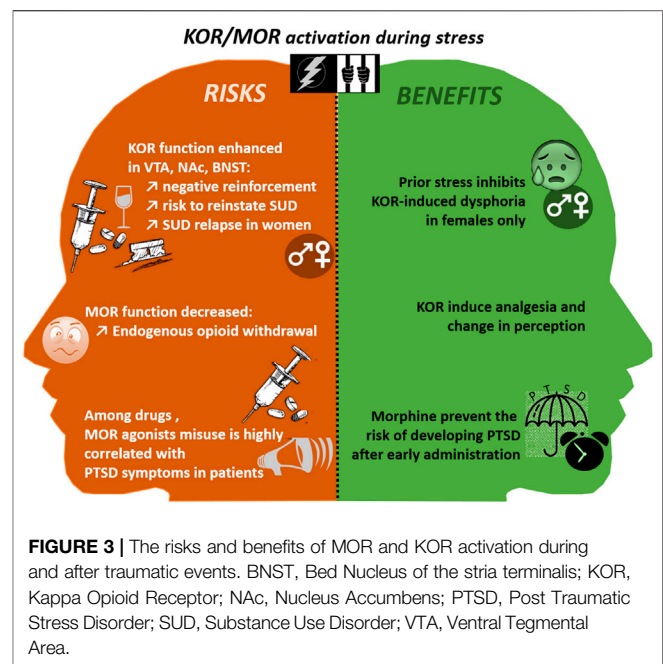 KOR/MOR activation during stress
RISKS
KOR function enhanced
in VTA, NAc, BNST:
↗ negative reinforcement
↗ risk to reinstate SUD
↗ SUD relapse in women
MOR function decreased:
↗ Endogenous opioid withdrawal
Among drugs ,
MOR agonists misuse is highly
correlated with
PTSD symptoms in patients
BENEFITS
Prior stress inhibits
KOR-induced dysphoria
in females only
KOR induce analgesia and
change in perception
PTSD
Morphine prevent the
risk of developing PTSD
after early administration
FIGURE 3 | The risks and benefits of MOR and KOR activation during
and after traumatic events. BNST, Bed Nucleus of the stria terminalis; KOR,
Kappa Opioid Receptor; NAc, Nucleus Accumbens; PTSD, Post Traumatic
Stress Disorder; SUD, Substance Use Disorder; VTA, Ventral Tegmental
Area.